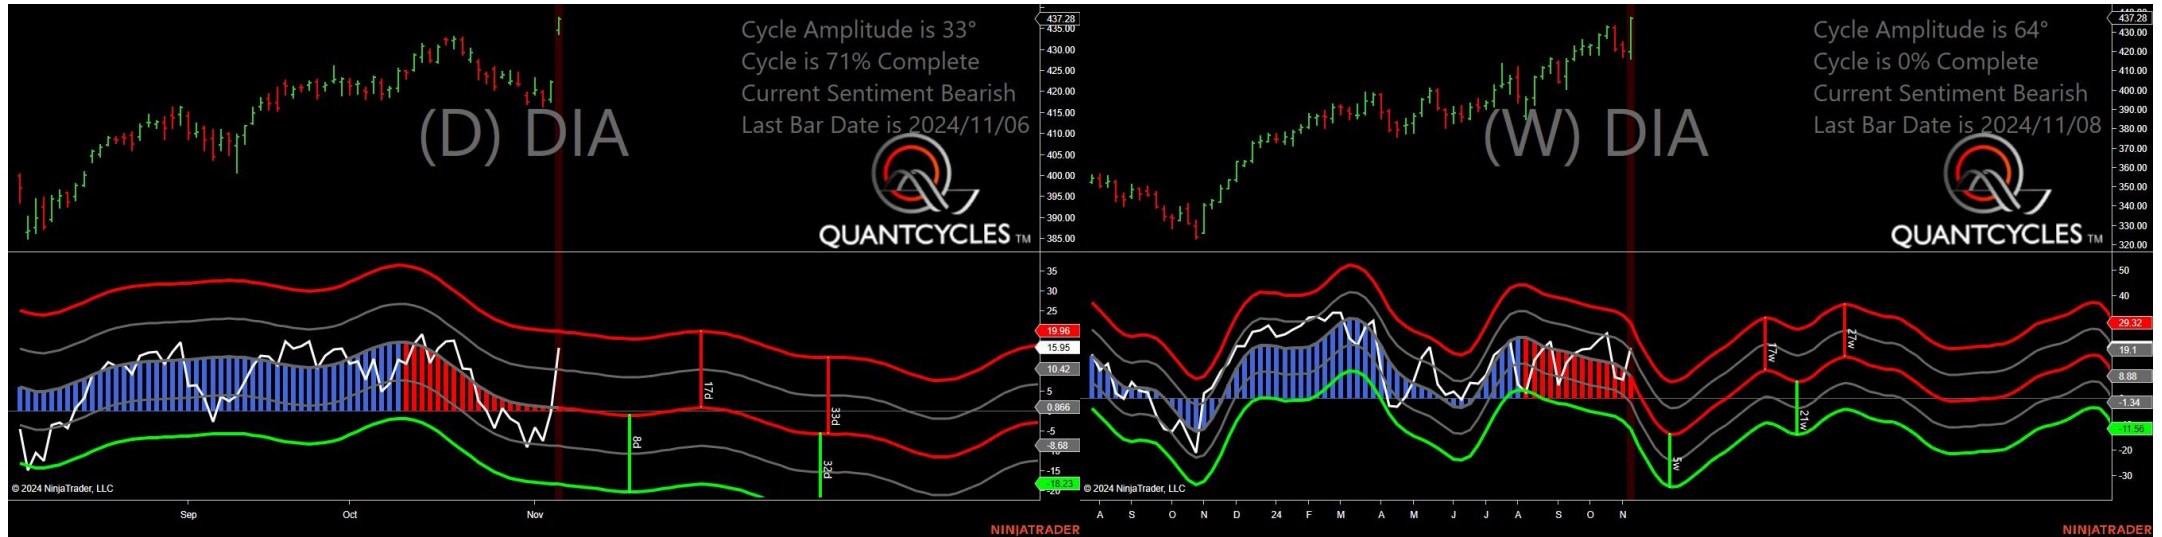 Cycle Amplitude is 33°
Cycle is 71% Complete
Current Sentiment Bearish
Last Bar Date is 2024/11/06
(D) DIA
QUANTCYCLES TM
437.28
435.00
430.00
425.00
420.00
415.00
410.00
405.00
400.00
395.00
390.00
385.00
35
30
25
19.96
15.95
10.42
5
0.866
-5
-8.68
-15
-18.23
-20
17d
33d
8d
32d
© 2024 NinjaTrader, LLC
Sep
Oct
Nov
NINJATRADER
Cycle Amplitude is 64°
Cycle is 0% Complete
Current Sentiment Bearish
Last Bar Date is 2024/11/08
(W) DIA
QUANTCYCLES TM
437.28
430.00
420.00
410.00
400.00
390.00
380.00
370.00
360.00
350.00
340.00
330.00
320.00
50
40
29.32
19.1
8.88
-1.34
-11.56
-20
-30
17w
27w
21w
5w
© 2024 NinjaTrader, LLC
A S O N D 24 F M A M J J A S O N
NINJATRADER